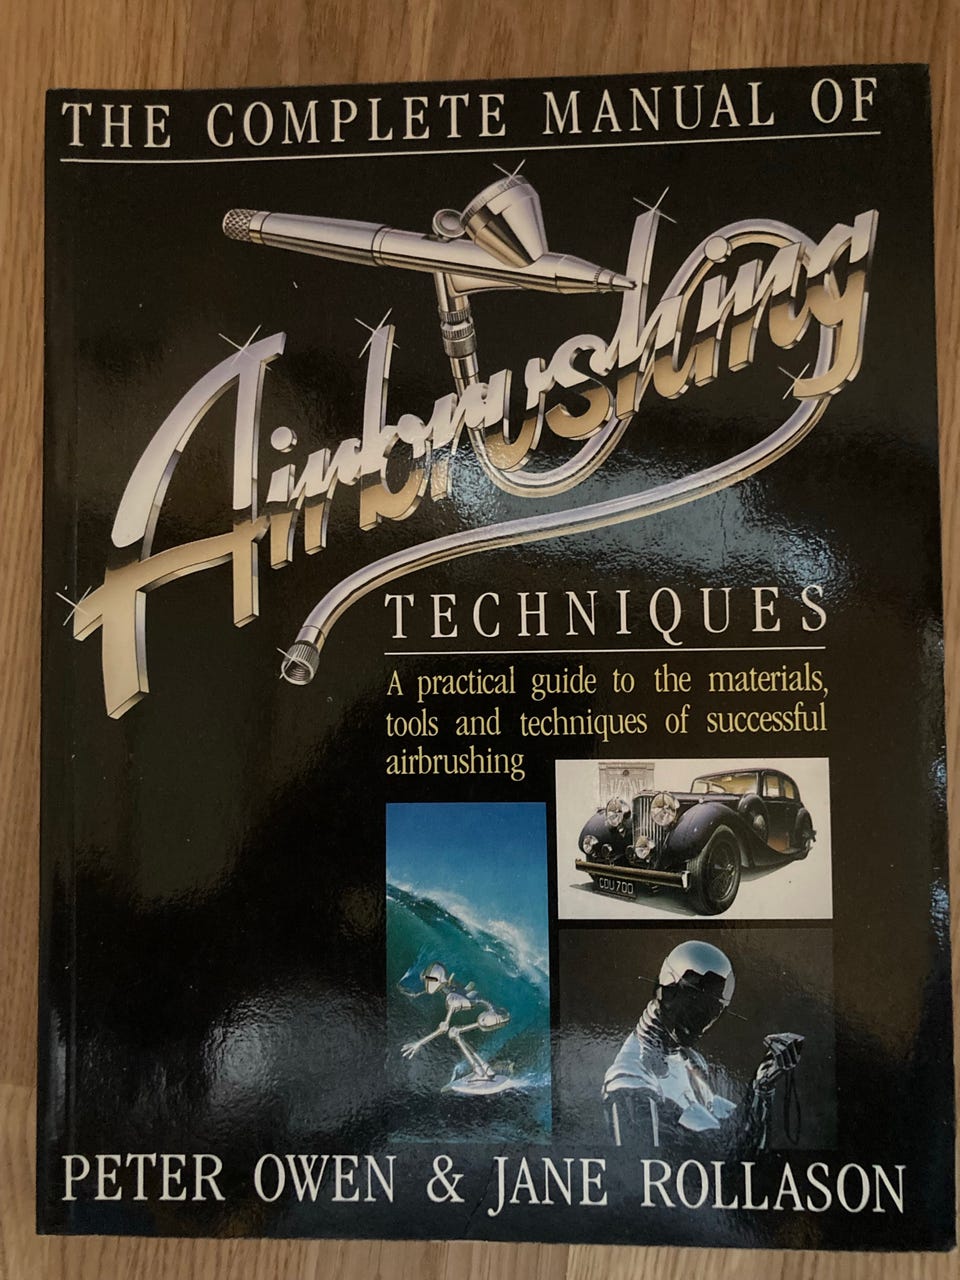 THE COMPLETE MANUAL OF
Airbrushing
TECHNIQUES
A practical guide to the materials,
tools and techniques of successful
airbrushing
CDU 700
PETER OWEN & JANE ROLLASON